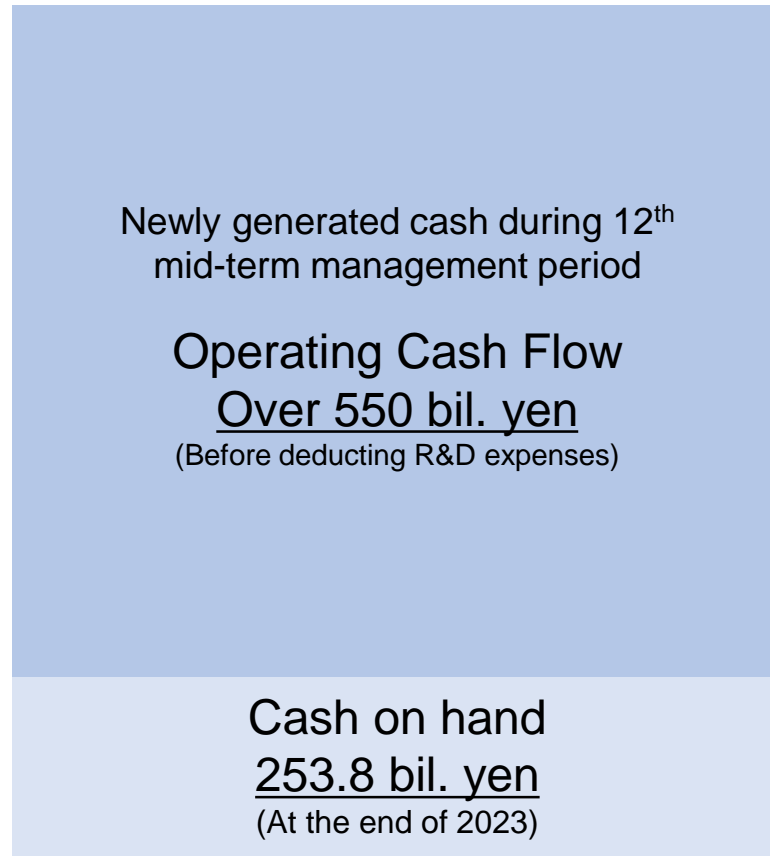 Newly generated cash during 12th
mid-term management period
Operating Cash Flow
Over 550 bil. yen
(Before deducting R&D expenses)
Cash on hand
253.8 bil. yen
(At the end of 2023)